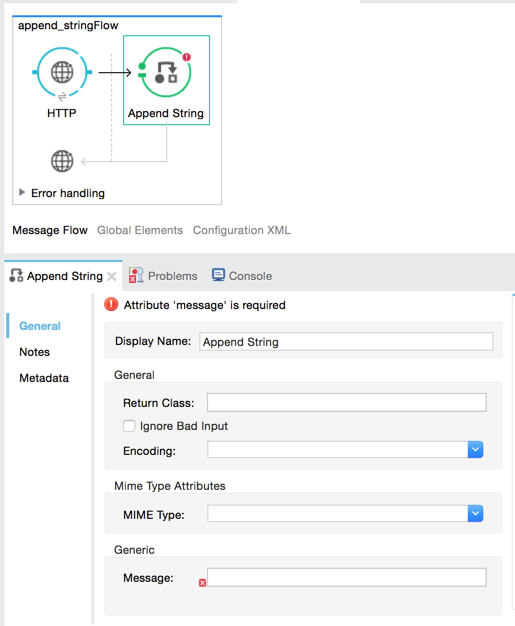 append_stringFlow
HTTP
Append String
Error handling
Message Flow Global Elements Configuration XML
Append String Problems Console
General
Notes
Metadata
Attribute 'message' is required
Display Name: Append String
General
Return Class:
Ignore Bad Input
Encoding:
Mime Type Attributes
MIME Type:
Generic
Message: